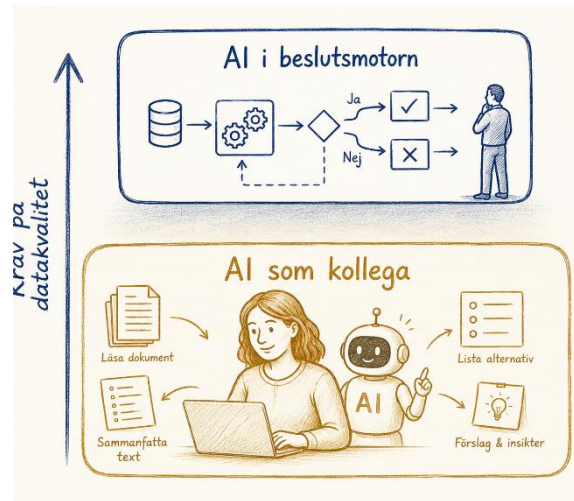 AI i beslutsmotorn
Ja
Nej
Krav på
datakvalitet
AI som kollega
Läsa dokument
Lista alternativ
AI
Sammanfatta
text
Förslag & insikter